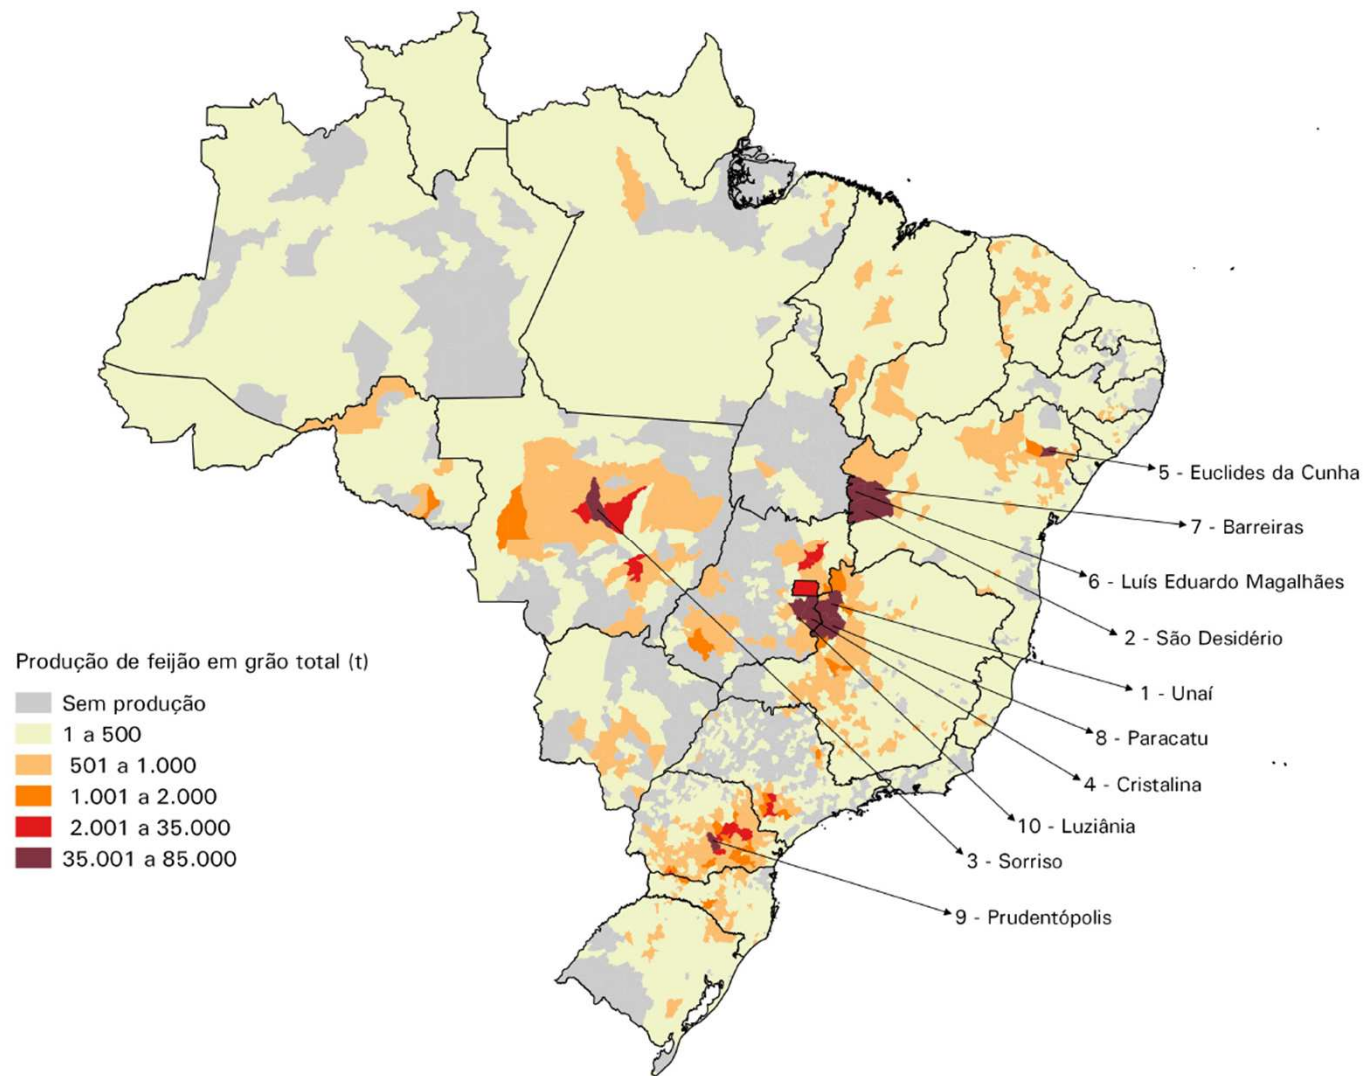 5 - Euclides da Cunha
7 - Barreiras
6 - Luís Eduardo Magalhães
2 - São Desidério
1 - Unaí
8 - Paracatu
4 - Cristalina
10 - Luziânia
3 - Sorriso
9 - Prudentópolis
Produção de feijão em grão total (t)
Sem produção
1 a 500
501 a 1.000
1.001 a 2.000
2.001 a 35.000
35.001 a 85.000